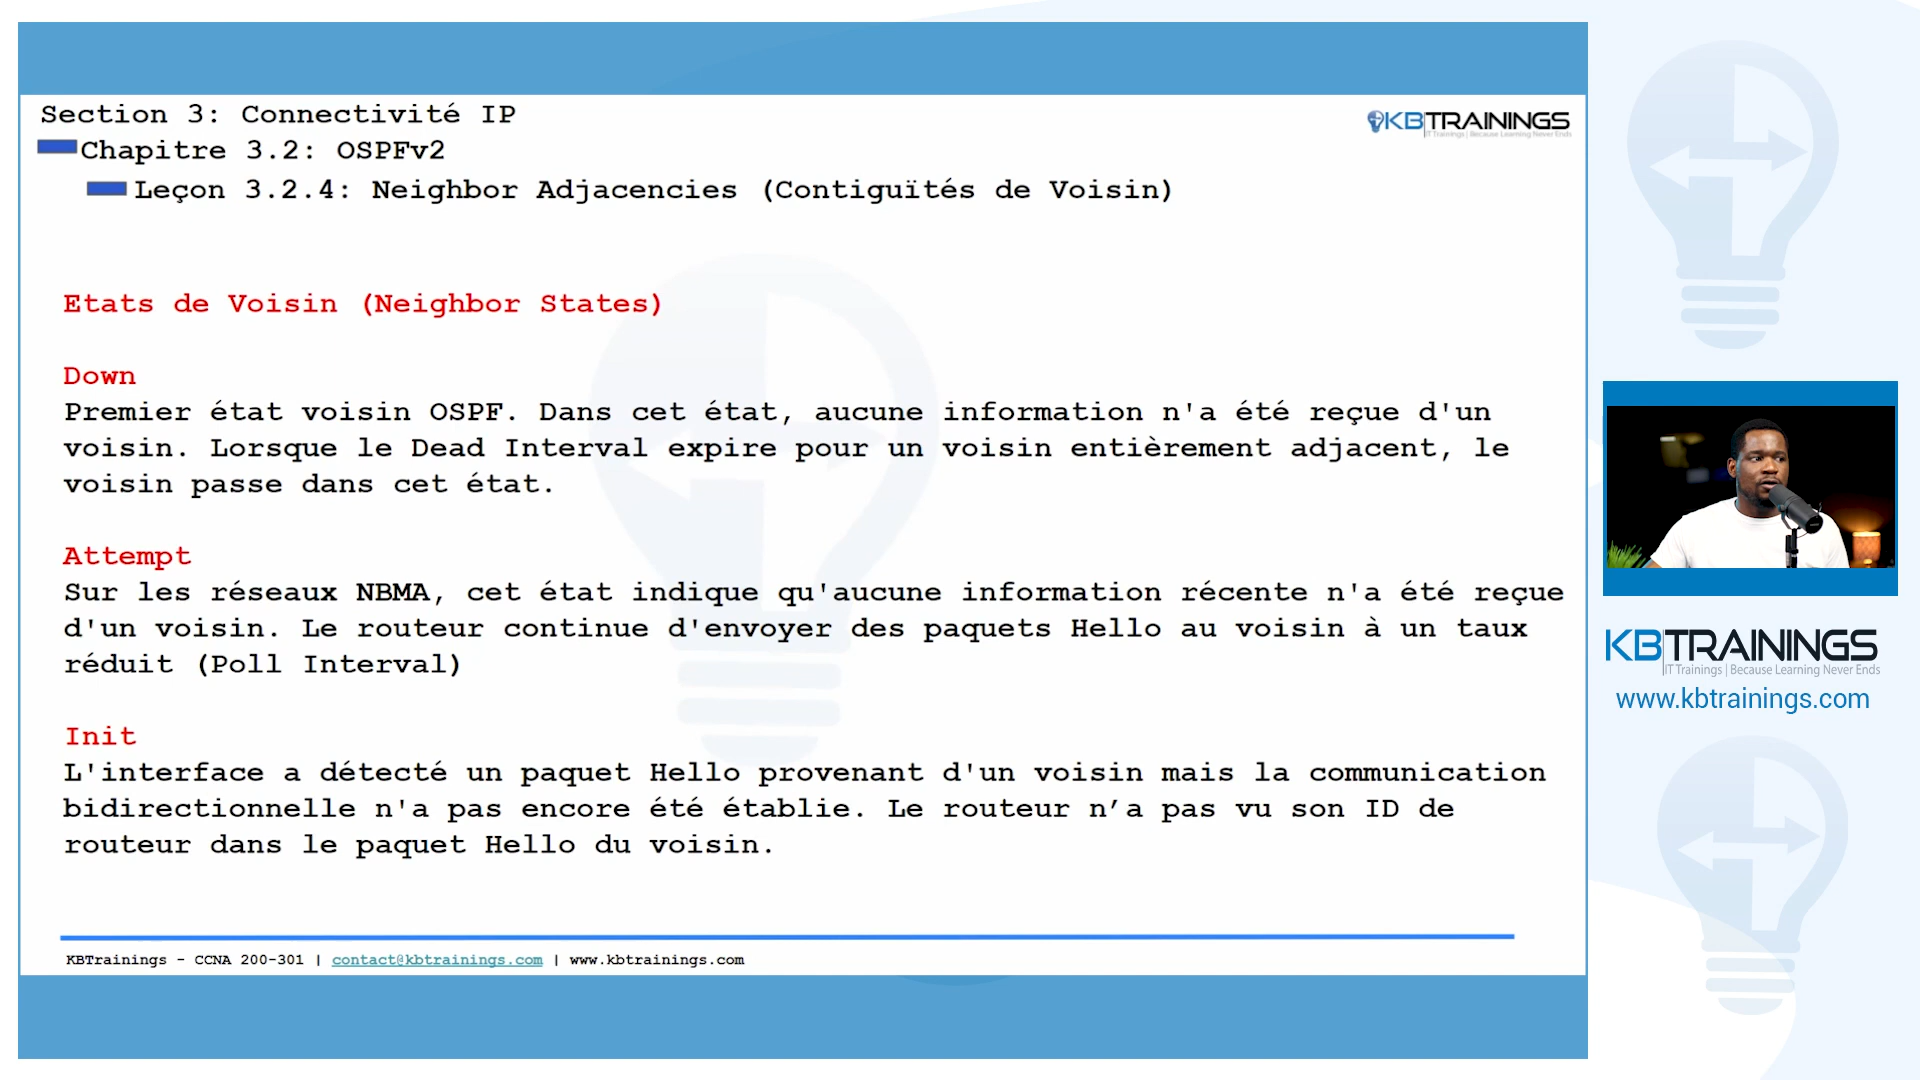 Section 3: Connectivité IP
KBTRAININGS
IT Trainings | Because Learning Never Ends
Chapitre 3.2: OSPFv2
Leçon 3.2.4: Neighbor Adjacencies (Contiguïtés de Voisin)
Etats de Voisin (Neighbor States)
Down
Premier état voisin OSPF. Dans cet état, aucune information n'a été reçue d'un
voisin. Lorsque le Dead Interval expire pour un voisin entièrement adjacent, le
voisin passe dans cet état.
Attempt
Sur les réseaux NBMA, cet état indique qu'aucune information récente n'a été reçue
d'un voisin. Le routeur continue d'envoyer des paquets Hello au voisin à un taux
réduit (Poll Interval)
Init
L'interface a détecté un paquet Hello provenant d'un voisin mais la communication
bidirectionnelle n'a pas encore été établie. Le routeur n’a pas vu son ID de
routeur dans le paquet Hello du voisin.
KBTrainings - CCNA 200-301 | contact@kbtrainings.com | www.kbtrainings.com
KBTRAININGS
IT Trainings | Because Learning Never Ends
www.kbtrainings.com